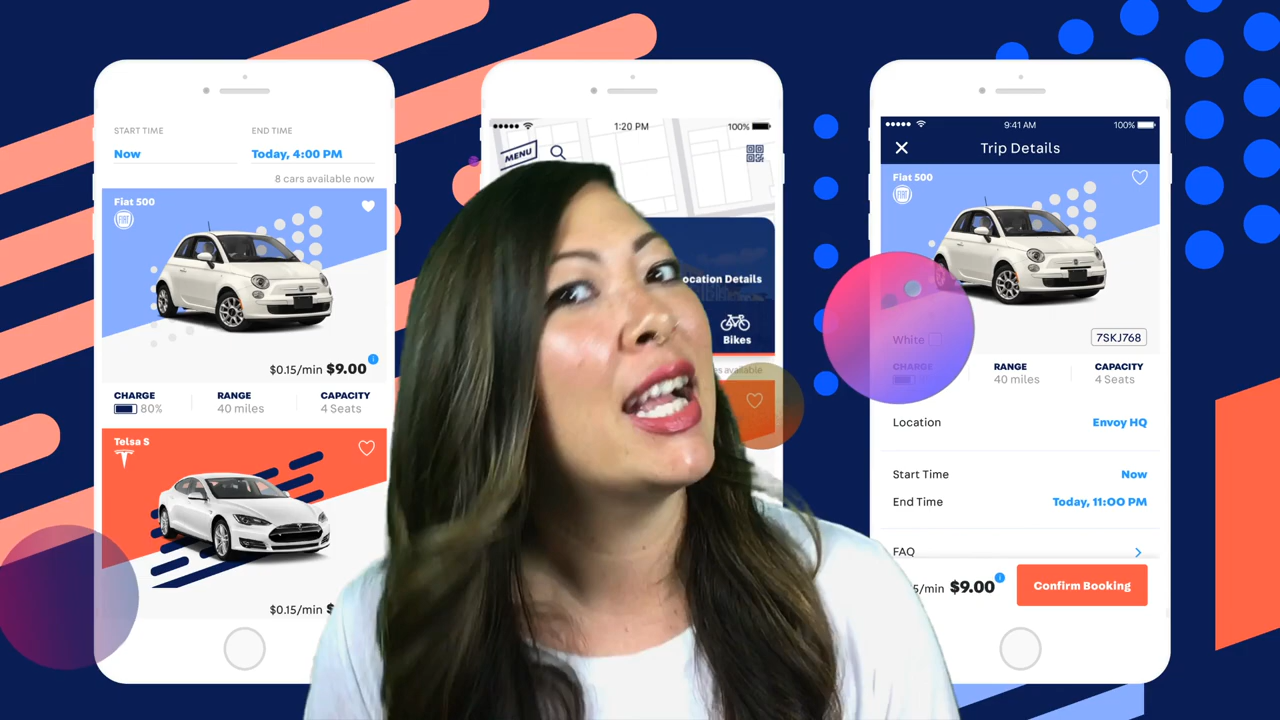 START TIME
END TIME
Now
Today, 4:00 PM
8 cars available now
Fiat 500
FIAT
$0.15/min $9.00
CHARGE
RANGE
CAPACITY
80%
40 miles
4 Seats
Telsa S
$0.15/min
1:20 PM
100%
MENU
ocation Details
Bikes
available
9:41 AM
100%
Trip Details
Fiat 500
FIAT
White
7SKJ768
CHARGE
RANGE
CAPACITY
40 miles
4 Seats
Location
Envoy HQ
Start Time
Now
End Time
Today, 11:00 PM
FAQ
5/min $9.00
Confirm Booking